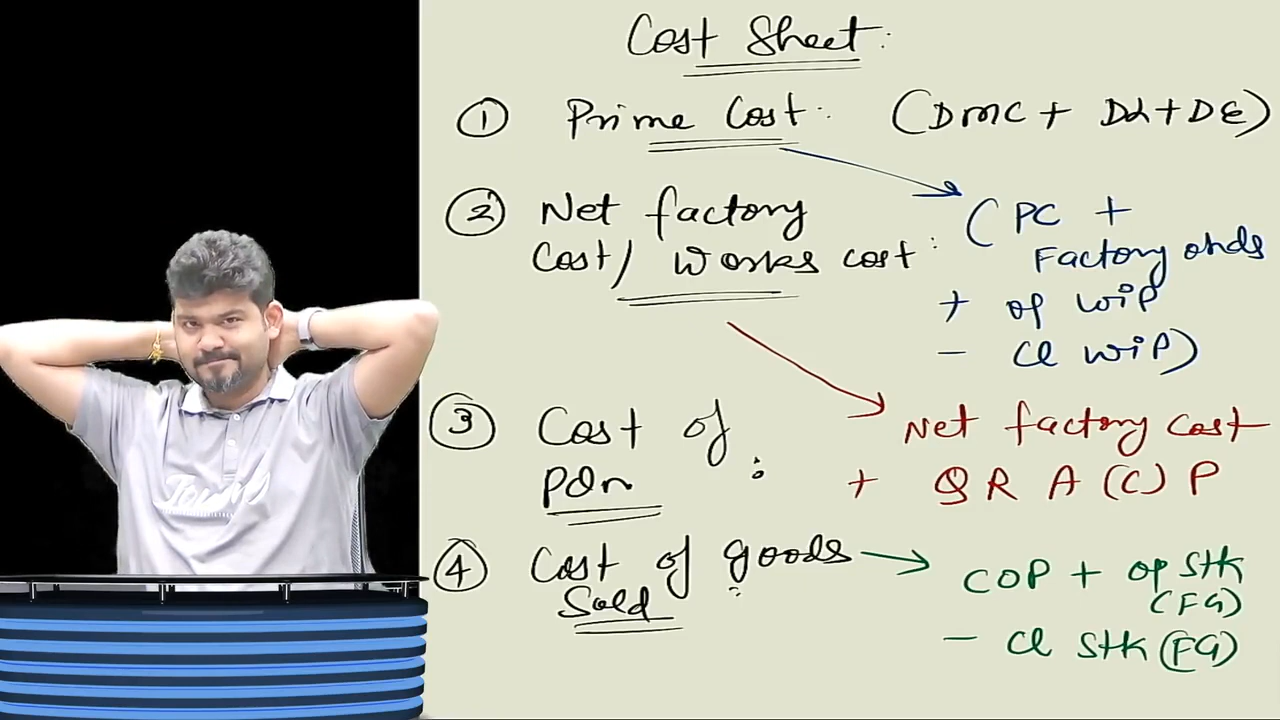 Cost Sheet:
① Prime Cost: (DMC + DL + DE)
② Net factory
Cost / Works cost:
(PC +
Factory ohds
+ op WIP
- Cl WIP)
③ Cost of
Pdn :
Net factory Cost
+ Q R A (C) P
④ Cost of goods
Sold :
COP + Op Stk
(FG)
- Cl Stk (FG)